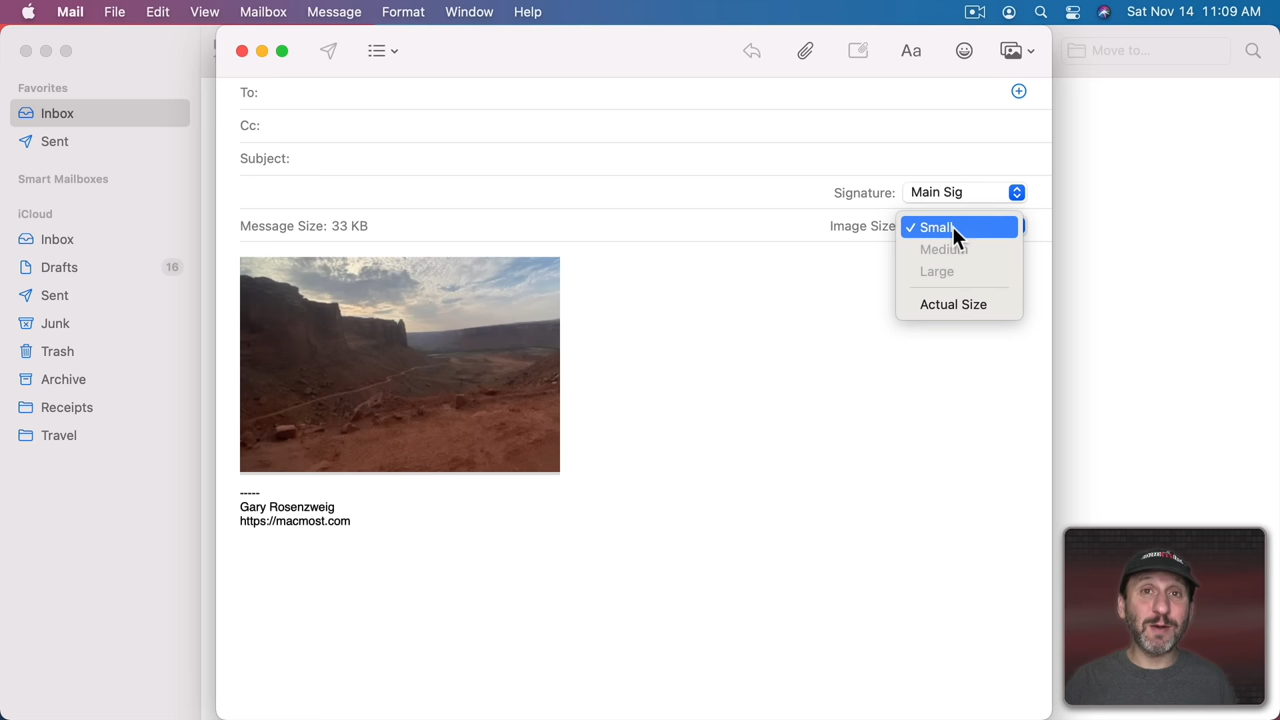 Mail File Edit View Mailbox Message Format Window Help Sat Nov 14 11:09 AM
Aa Move to...
Favorites
Inbox
Sent
Smart Mailboxes
iCloud
Inbox
Drafts 16
Sent
Junk
Trash
Archive
Receipts
Travel
To:
Cc:
Subject:
Signature: Main Sig
Message Size: 33 KB Image Size
Small
Medium
Large
Actual Size
-----
Gary Rosenzweig
https://macmost.com